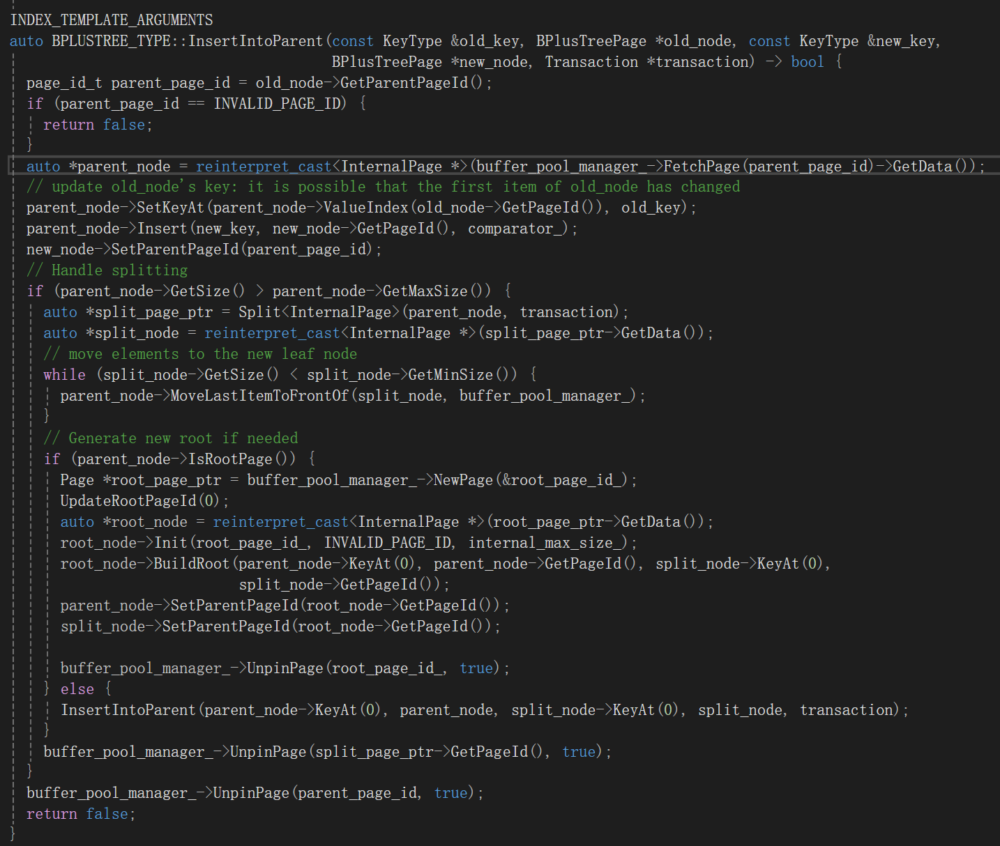 INDEX_TEMPLATE_ARGUMENTS
auto BPLUSTREE_TYPE::InsertIntoParent(const KeyType &old_key, BPlusTreePage *old_node, const KeyType &new_key,
                                      BPlusTreePage *new_node, Transaction *transaction) -> bool {
  page_id_t parent_page_id = old_node->GetParentPageId();
  if (parent_page_id == INVALID_PAGE_ID) {
    return false;
  }
  auto *parent_node = reinterpret_cast<InternalPage *>(buffer_pool_manager_->FetchPage(parent_page_id)->GetData());
  // update old_node's key: it is possible that the first item of old_node has changed
  parent_node->SetKeyAt(parent_node->ValueIndex(old_node->GetPageId()), old_key);
  parent_node->Insert(new_key, new_node->GetPageId(), comparator_);
  new_node->SetParentPageId(parent_page_id);
  // Handle splitting
  if (parent_node->GetSize() > parent_node->GetMaxSize()) {
    auto *split_page_ptr = Split<InternalPage>(parent_node, transaction);
    auto *split_node = reinterpret_cast<InternalPage *>(split_page_ptr->GetData());
    // move elements to the new leaf node
    while (split_node->GetSize() < split_node->GetMinSize()) {
      parent_node->MoveLastItemToFrontOf(split_node, buffer_pool_manager_);
    }
    // Generate new root if needed
    if (parent_node->IsRootPage()) {
      Page *root_page_ptr = buffer_pool_manager_->NewPage(&root_page_id_);
      UpdateRootPageId(0);
      auto *root_node = reinterpret_cast<InternalPage *>(root_page_ptr->GetData());
      root_node->Init(root_page_id_, INVALID_PAGE_ID, internal_max_size_);
      root_node->BuildRoot(parent_node->KeyAt(0), parent_node->GetPageId(), split_node->KeyAt(0),
                           split_node->GetPageId());
      parent_node->SetParentPageId(root_node->GetPageId());
      split_node->SetParentPageId(root_node->GetPageId());

      buffer_pool_manager_->UnpinPage(root_page_id_, true);
    } else {
      InsertIntoParent(parent_node->KeyAt(0), parent_node, split_node->KeyAt(0), split_node, transaction);
    }
    buffer_pool_manager_->UnpinPage(split_page_ptr->GetPageId(), true);
  }
  buffer_pool_manager_->UnpinPage(parent_page_id, true);
  return false;
}